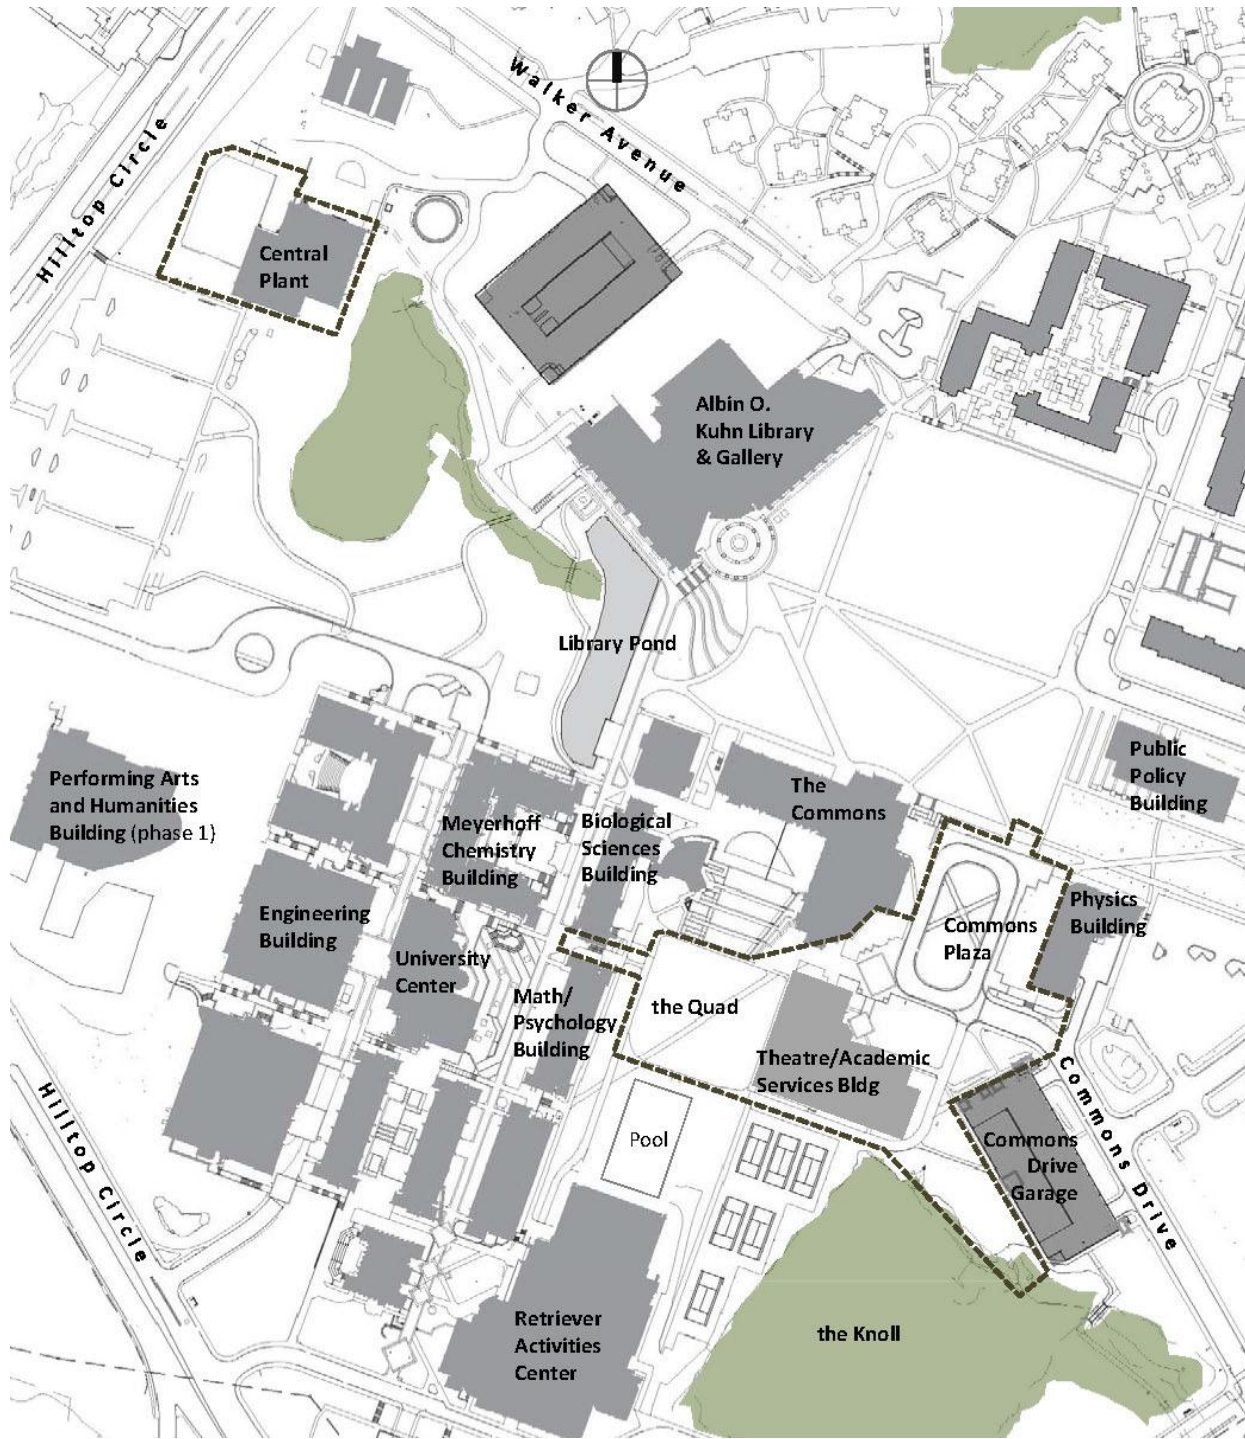 Walker Avenue
Hilltop Circle
Central
Plant
Albin O.
Kuhn Library
& Gallery
Library Pond
Performing Arts
and Humanities
Building (phase 1)
Meyerhoff
Chemistry
Building
Biological
Sciences
Building
The
Commons
Public
Policy
Building
Engineering
Building
University
Center
Math/
Psychology
Building
the Quad
Commons
Plaza
Physics
Building
Theatre/Academic
Services Bldg
Pool
Commons
Drive
Garage
Commons Drive
Hilltop Circle
Retriever
Activities
Center
the Knoll